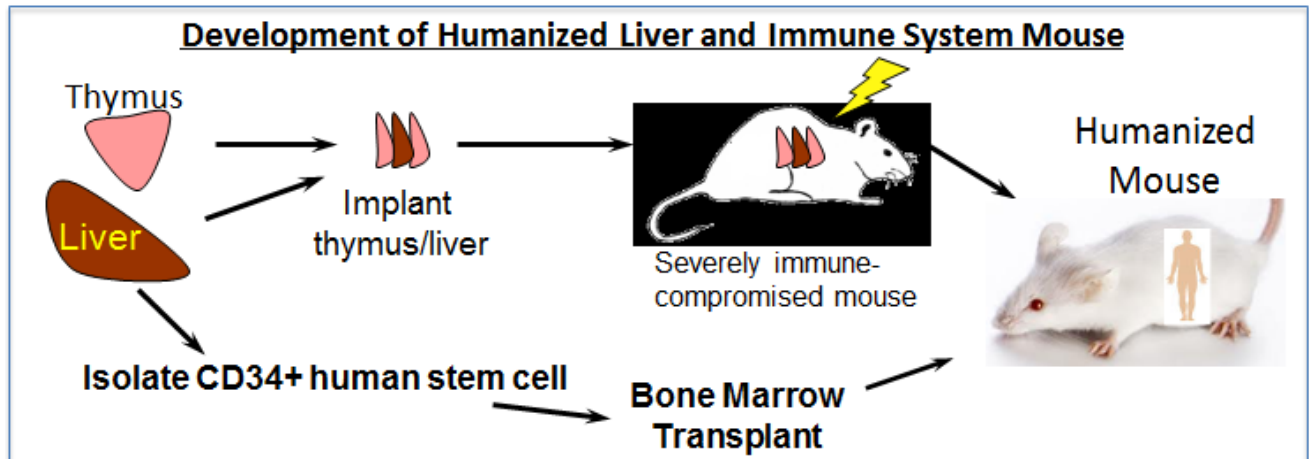 Development of Humanized Liver and Immune System Mouse
Thymus
Liver
Implant
thymus/liver
Severely immune-
compromised mouse
Humanized
Mouse
Isolate CD34+ human stem cell
Bone Marrow
Transplant